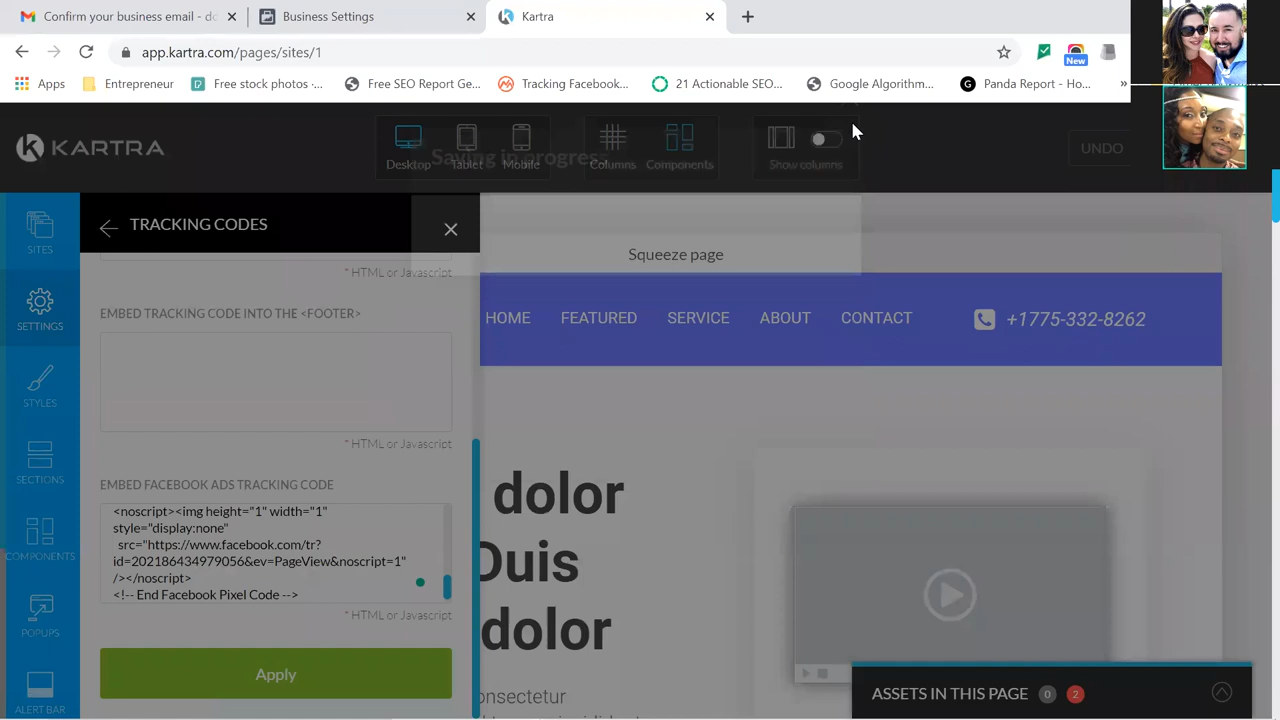 Confirm your business email - do
Business Settings
Kartra
app.kartra.com/pages/sites/1
New
Apps
Entrepreneur
Free stock photos -...
Free SEO Report Ge...
Tracing Facebook...
21 Actionable SEO...
Google Algorithm...
Panda Report - Ho...
»
KARTRA
Desktop
Tablet
Mobile
Columns
Components
Show columns
UNDO
Saving in progress
SITES
SETTINGS
STYLES
SECTIONS
COMPONENTS
POPUPS
ALERT BAR
TRACKING CODES
* HTML or Javascript
EMBED TRACKING CODE INTO THE <FOOTER>
* HTML or Javascript
EMBED FACEBOOK ADS TRACKING CODE
<noscript><img height="1" width="1"
style="display:none"
src="https://www.facebook.com/tr?
id=202186434979056&ev=PageView&noscript=1"
/></noscript>
<!-- End Facebook Pixel Code -->
* HTML or Javascript
Apply
Squeeze page
HOME
FEATURED
SERVICE
ABOUT
CONTACT
+1775-332-8262
dolor
Duis
dolor
consectetur
ASSETS IN THIS PAGE 0 2